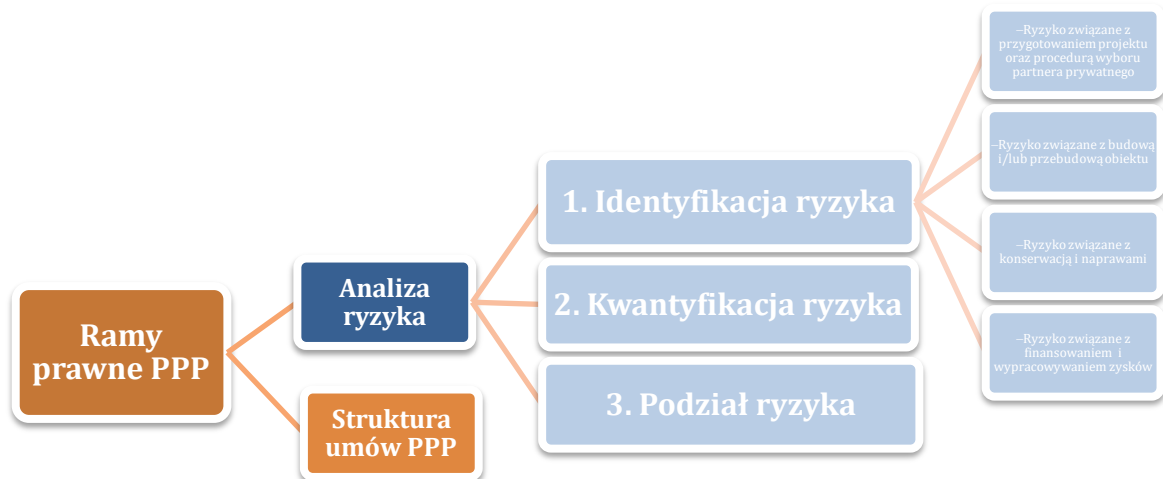 Ramy
prawne PPP
Analiza
ryzyka
Struktura
umów PPP
1. Identyfikacja ryzyka
2. Kwantyfikacja ryzyka
3. Podział ryzyka
–Ryzyko związane z
przygotowaniem projektu
oraz procedurą wyboru
partnera prywatnego
–Ryzyko związane z budową
i/lub przebudową obiektu
–Ryzyko związane z
konserwacją i naprawami
–Ryzyko związane z
finansowaniem i
wypracowywaniem zysków